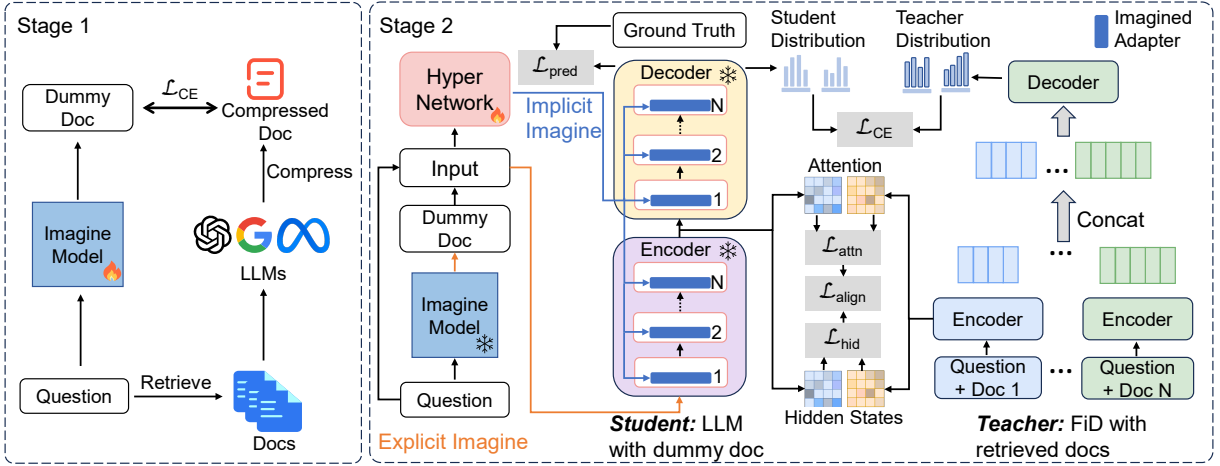 Stage 1
Dummy
Doc
ℒCE
Compressed
Doc
Compress
Imagine
Model
LLMs
Question
Retrieve
Docs
Stage 2
Ground Truth
Hyper
Network
ℒpred
Implicit
Imagine
Input
Dummy
Doc
Imagine
Model
Question
Explicit Imagine
Decoder
N
2
1
Encoder
N
2
1
Student: LLM
with dummy doc
Student
Distribution
Teacher
Distribution
Imagined
Adapter
ℒCE
Attention
ℒattn
ℒalign
ℒhid
Hidden States
Decoder
...
Concat
...
Encoder
Encoder
Question
+ Doc 1
...
Question
+ Doc N
Teacher: FiD with
retrieved docs